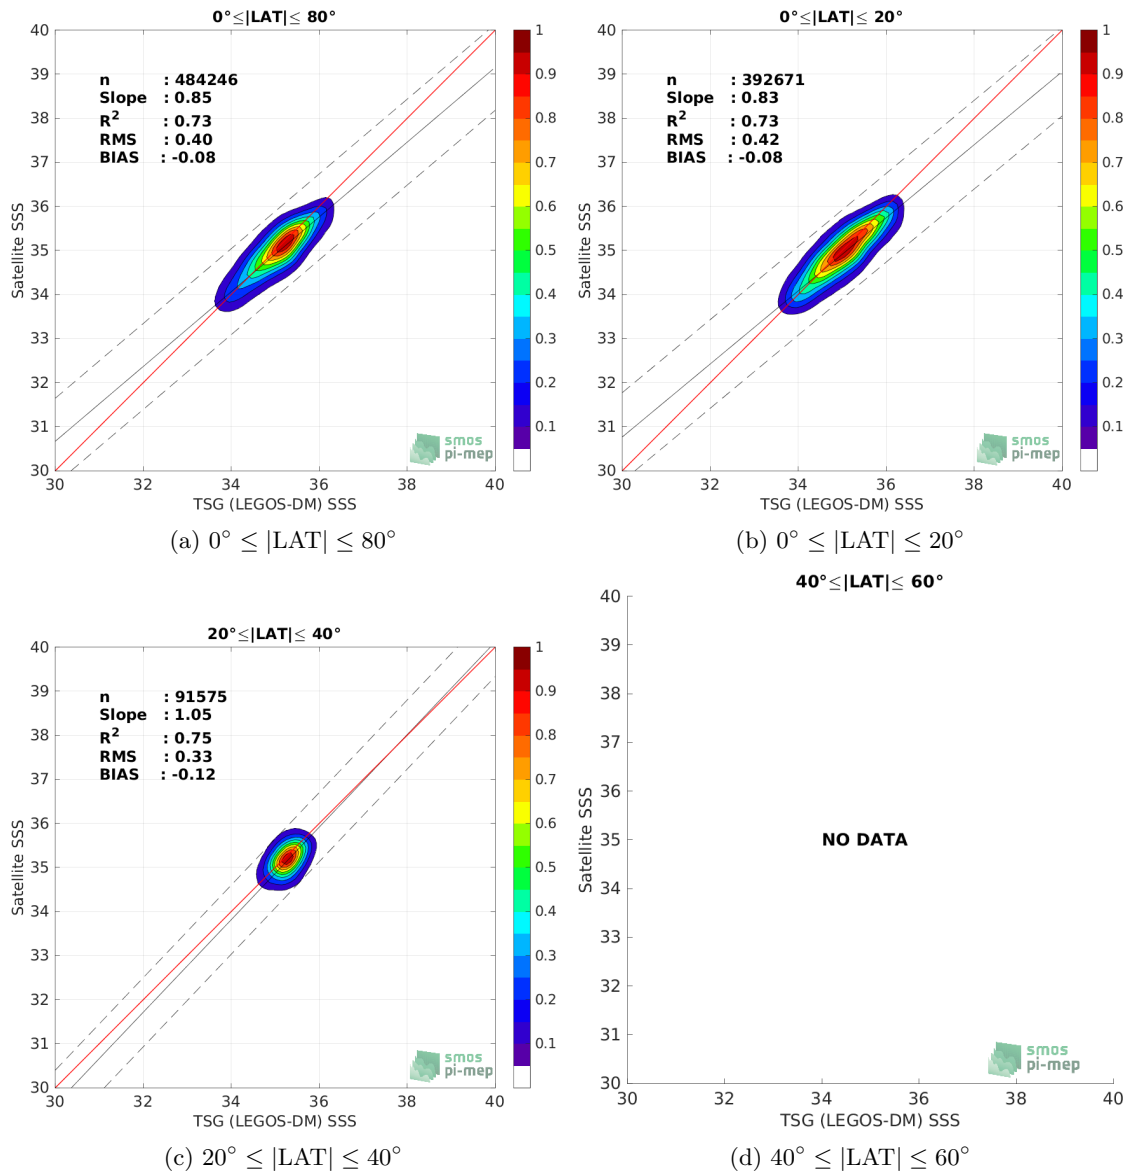 0°≤|LAT|≤ 80°
40
39
38
37
36
35
34
33
32
31
30
Satellite SSS
n : 484246
Slope : 0.85
R² : 0.73
RMS : 0.40
BIAS : -0.08
smos
pi-mep
30 32 34 36 38 40
TSG (LEGOS-DM) SSS
1
0.9
0.8
0.7
0.6
0.5
0.4
0.3
0.2
0.1
(a) 0° ≤ |LAT| ≤ 80°
0°≤|LAT|≤ 20°
40
39
38
37
36
35
34
33
32
31
30
Satellite SSS
n : 392671
Slope : 0.83
R² : 0.73
RMS : 0.42
BIAS : -0.08
smos
pi-mep
30 32 34 36 38 40
TSG (LEGOS-DM) SSS
1
0.9
0.8
0.7
0.6
0.5
0.4
0.3
0.2
0.1
(b) 0° ≤ |LAT| ≤ 20°
20°≤|LAT|≤ 40°
40
39
38
37
36
35
34
33
32
31
30
Satellite SSS
n : 91575
Slope : 1.05
R² : 0.75
RMS : 0.33
BIAS : -0.12
smos
pi-mep
30 32 34 36 38 40
TSG (LEGOS-DM) SSS
1
0.9
0.8
0.7
0.6
0.5
0.4
0.3
0.2
0.1
(c) 20° ≤ |LAT| ≤ 40°
40°≤|LAT|≤ 60°
40
39
38
37
36
35
34
33
32
31
30
Satellite SSS
NO DATA
smos
pi-mep
30 32 34 36 38 40
TSG (LEGOS-DM) SSS
(d) 40° ≤ |LAT| ≤ 60°